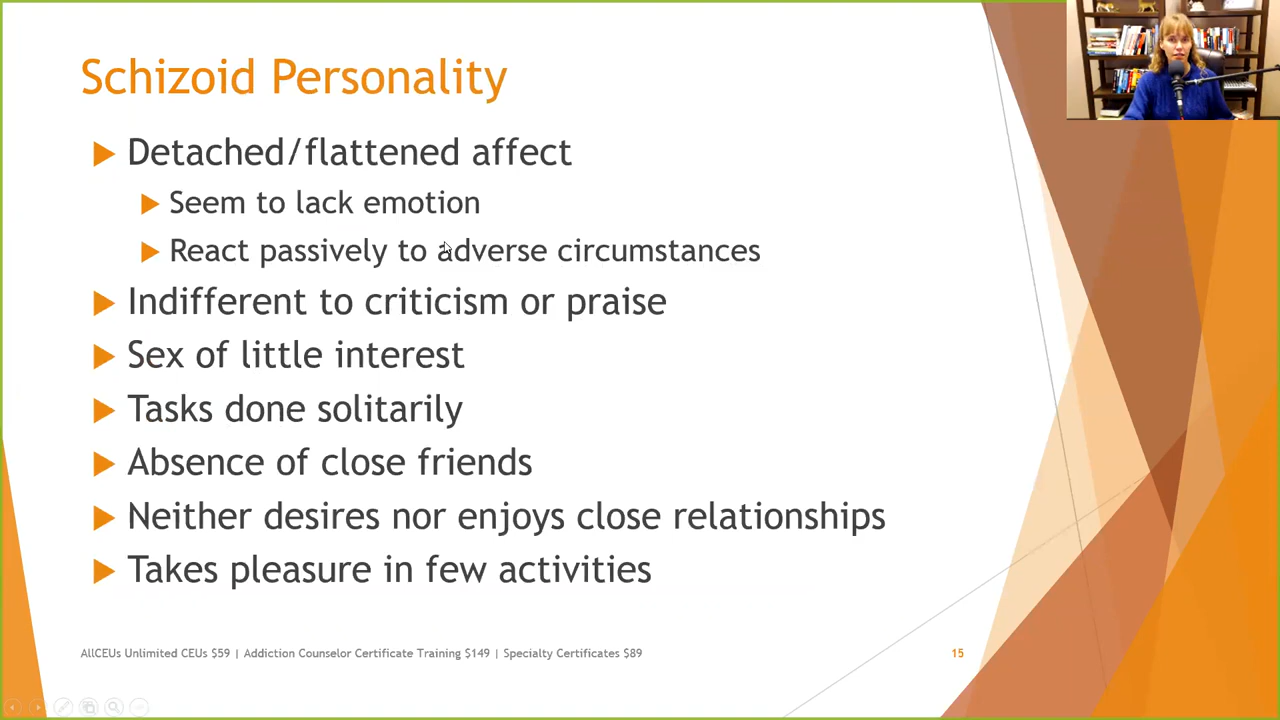 Schizoid Personality
Detached/flattened affect
Seem to lack emotion
React passively to adverse circumstances
Indifferent to criticism or praise
Sex of little interest
Tasks done solitarily
Absence of close friends
Neither desires nor enjoys close relationships
Takes pleasure in few activities
AllCEUs Unlimited CEUs $59 | Addiction Counselor Certificate Training $149 | Specialty Certificates $89
15